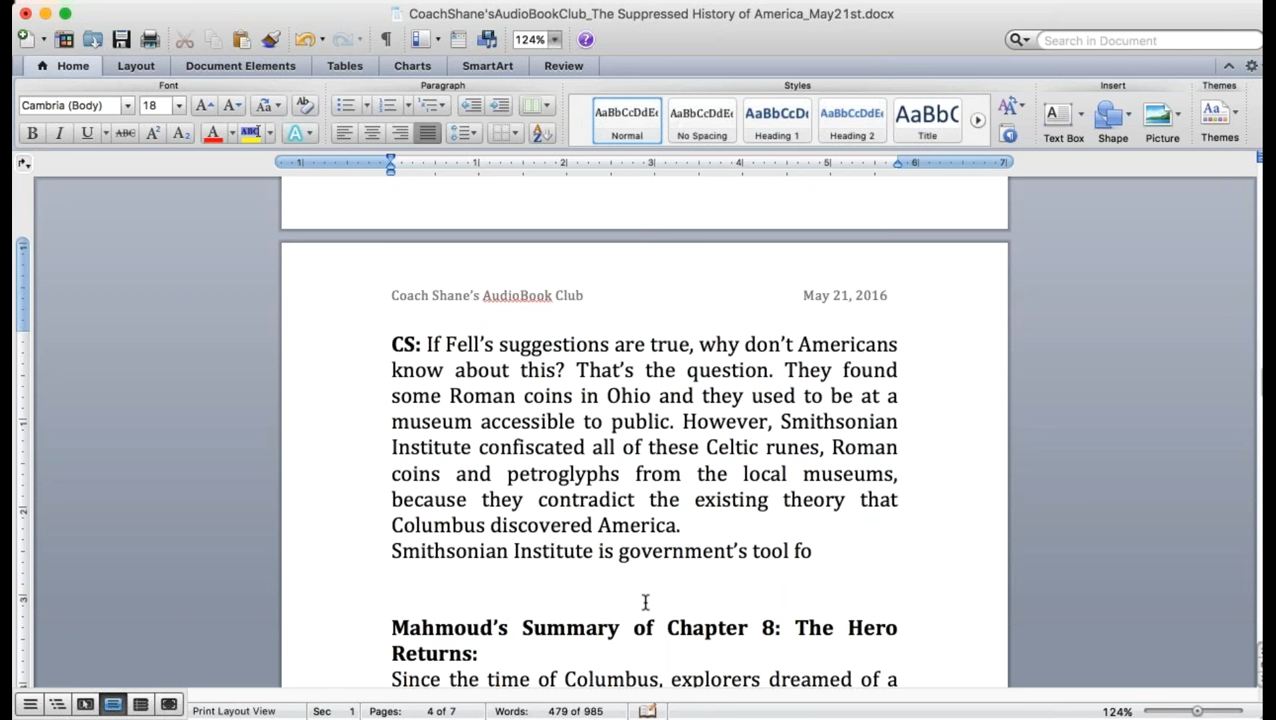 CoachShane'sAudioBookClub_The Suppressed History of America_May21st.docx
124%
Search in Document
Home Layout Document Elements Tables Charts SmartArt Review
Font Paragraph Styles Insert Themes
Cambria (Body) 18
AaBbCcDdEe AaBbCcDdEe AaBbCcDc AaBbCcDdEe AaBbC
Normal No Spacing Heading 1 Heading 2 Title
Text Box Shape Picture Themes
Coach Shane's AudioBook Club May 21, 2016
CS: If Fell's suggestions are true, why don't Americans
know about this? That's the question. They found
some Roman coins in Ohio and they used to be at a
museum accessible to public. However, Smithsonian
Institute confiscated all of these Celtic runes, Roman
coins and petroglyphs from the local museums,
because they contradict the existing theory that
Columbus discovered America.
Smithsonian Institute is government's tool fo
Mahmoud's Summary of Chapter 8: The Hero
Returns:
Since the time of Columbus, explorers dreamed of a
Print Layout View Sec 1 Pages: 4 of 7 Words: 479 of 985 124%